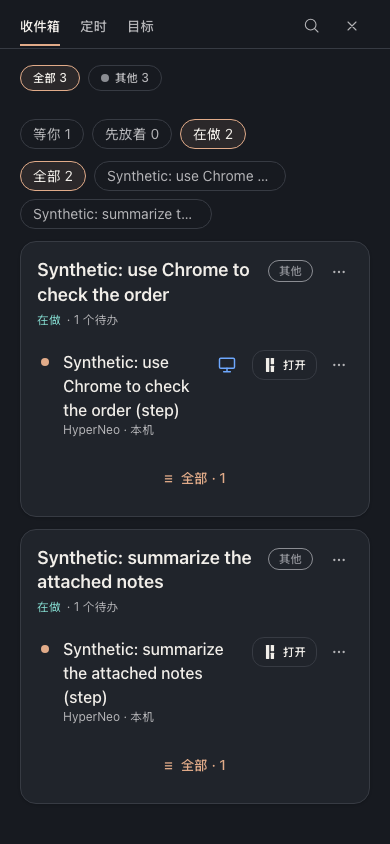 收件箱 定时 目标
全部 3 其他 3
等你 1 先放着 0 在做 2
全部 2 Synthetic: use Chrome ...
Synthetic: summarize t...
Synthetic: use Chrome to 其他
check the order
在做 · 1 个待办
Synthetic: use 打开
Chrome to check
the order (step)
HyperNeo · 本机
全部 · 1
Synthetic: summarize the 其他
attached notes
在做 · 1 个待办
Synthetic: summarize 打开
the attached notes
(step)
HyperNeo · 本机
全部 · 1